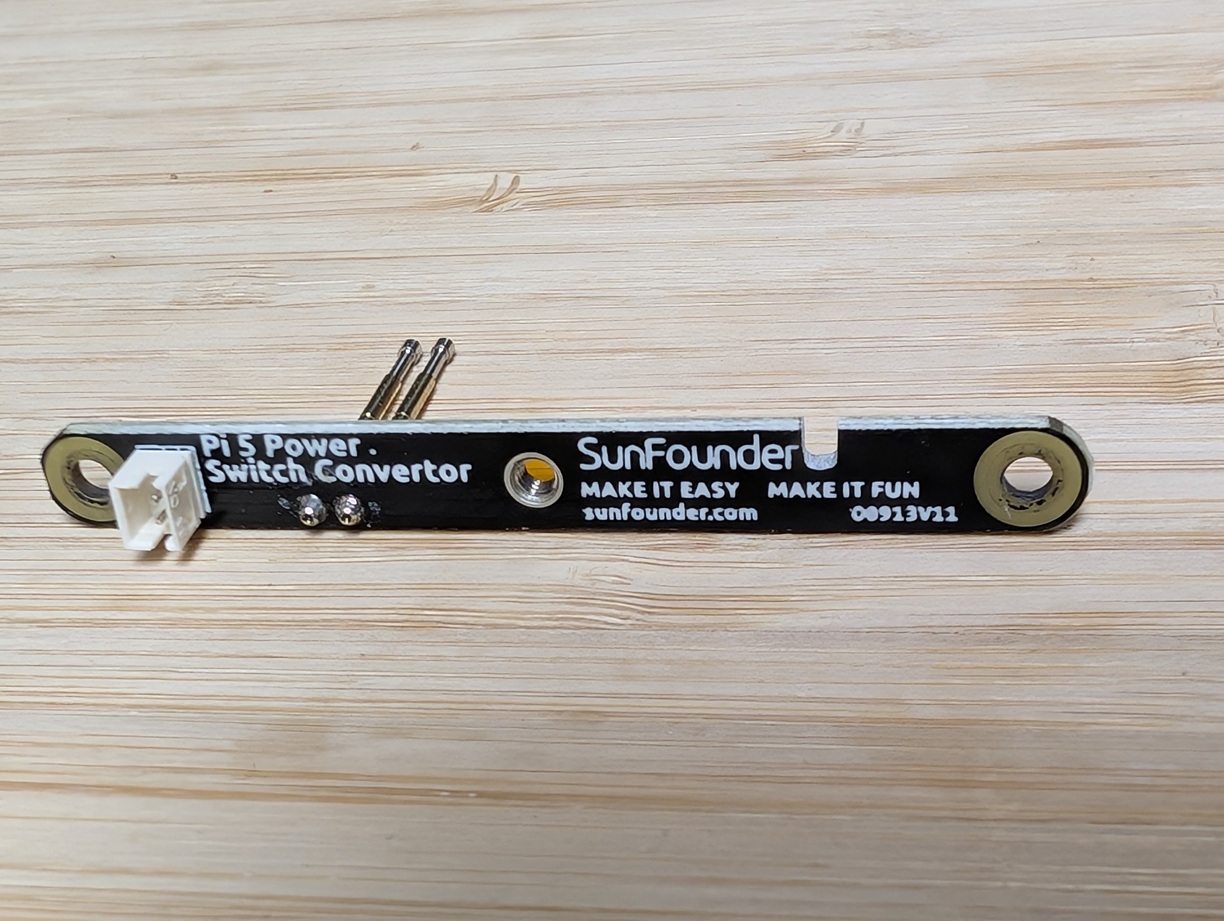 Pi 5 Power
Switch Convertor
SunFounder
MAKE IT EASY MAKE IT FUN
sunfounder.com 00913V11